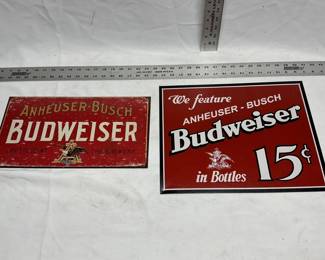 ANHEUSER-BUSCH
BUDWEISER
We feature
ANHEUSER-BUSCH
Budweiser
in Bottles
15¢